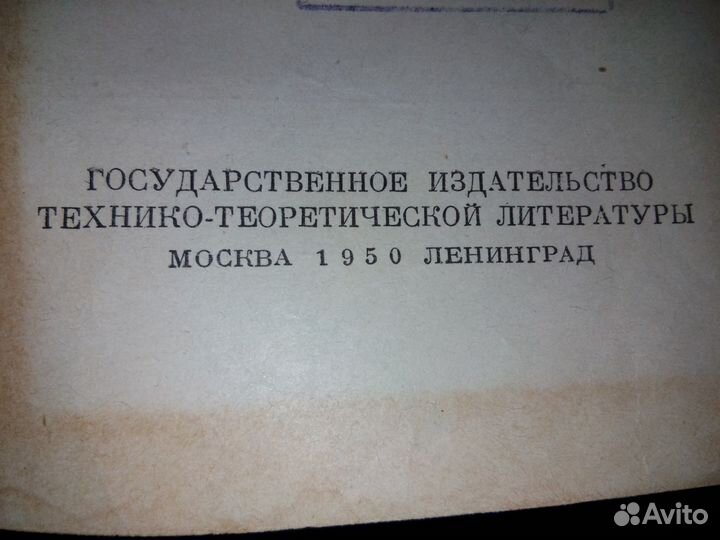 ГОСУДАРСТВЕННОЕ ИЗДАТЕЛЬСТВО
ТЕХНИКО-ТЕОРЕТИЧЕСКОЙ ЛИТЕРАТУРЫ
МОСКВА 1950 ЛЕНИНГРАД
Avito